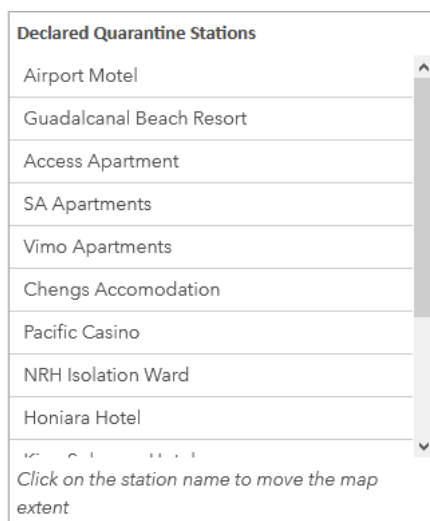 Declared Quarantine Stations
Airport Motel
Guadalcanal Beach Resort
Access Apartment
SA Apartments
Vimo Apartments
Chengs Accomodation
Pacific Casino
NRH Isolation Ward
Honiara Hotel
Click on the station name to move the map
extent